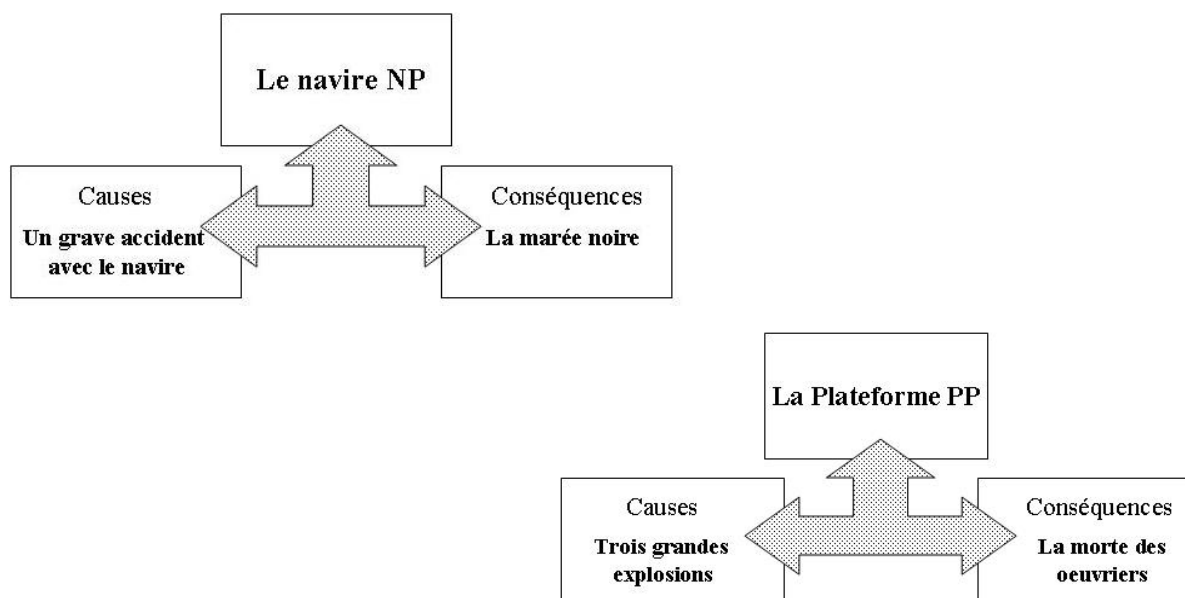 Le navire NP
Causes
Un grave accident
avec le navire
Conséquences
La marée noire
La Plateforme PP
Causes
Trois grandes
explosions
Conséquences
La morte des
oeuvriers